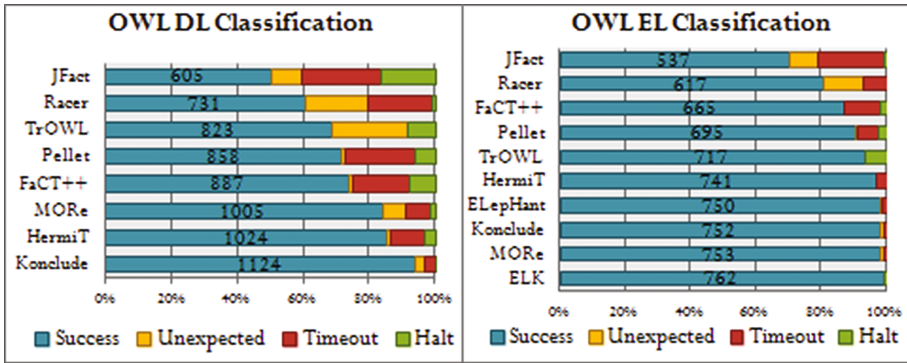 OWL DL Classification
JFact 605
Racer 731
TrOWL 823
Pellet 858
FaCT++ 887
MORe 1005
HermiT 1024
Konclude 1124
0% 20% 40% 60% 80% 100%
Success Unexpected Timeout Halt
OWL EL Classification
JFact 537
Racer 617
FaCT++ 665
Pellet 695
TrOWL 717
HermiT 741
ELepHant 750
Konclude 752
MORe 753
ELK 762
0% 20% 40% 60% 80% 100%
Success Unexpected Timeout Halt